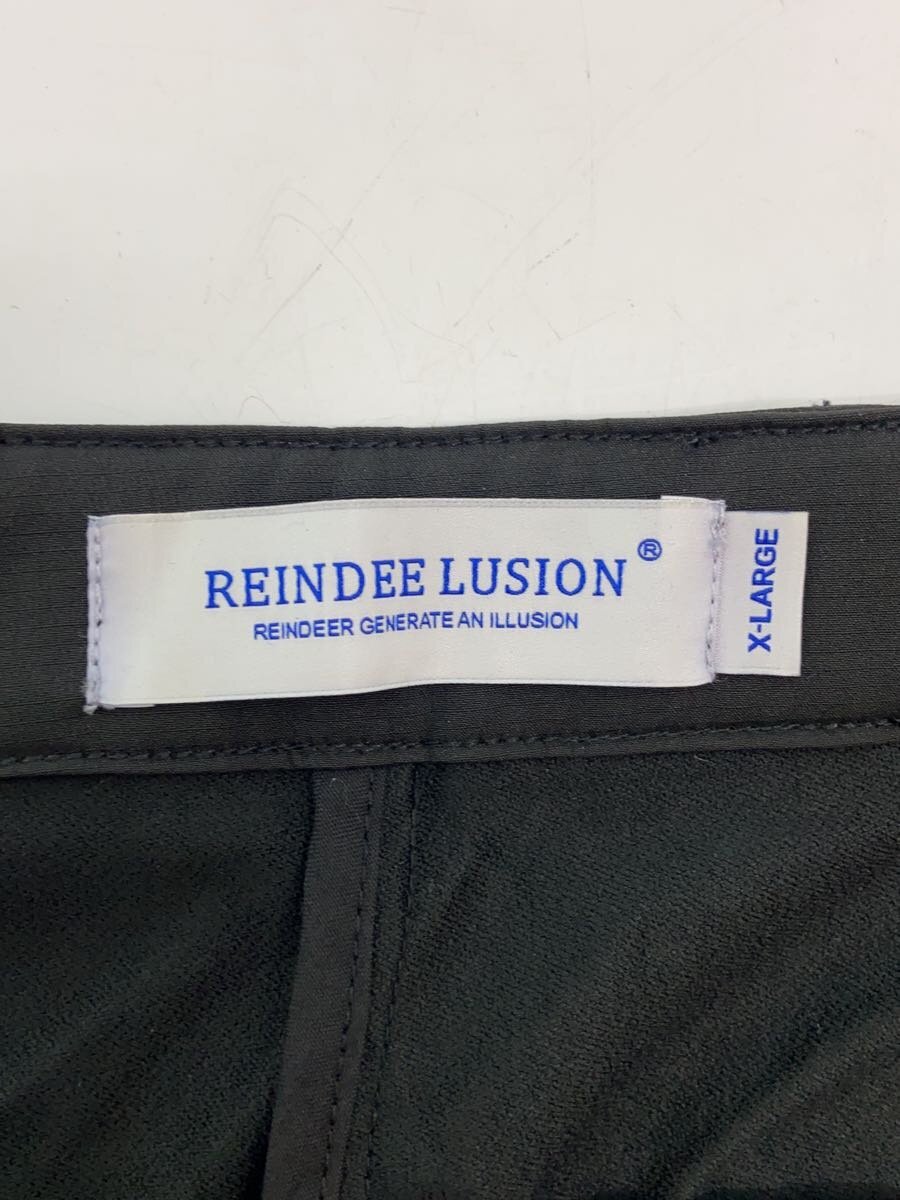 REINDEE LUSION®
REINDEER GENERATE AN ILLUSION
X-LARGE